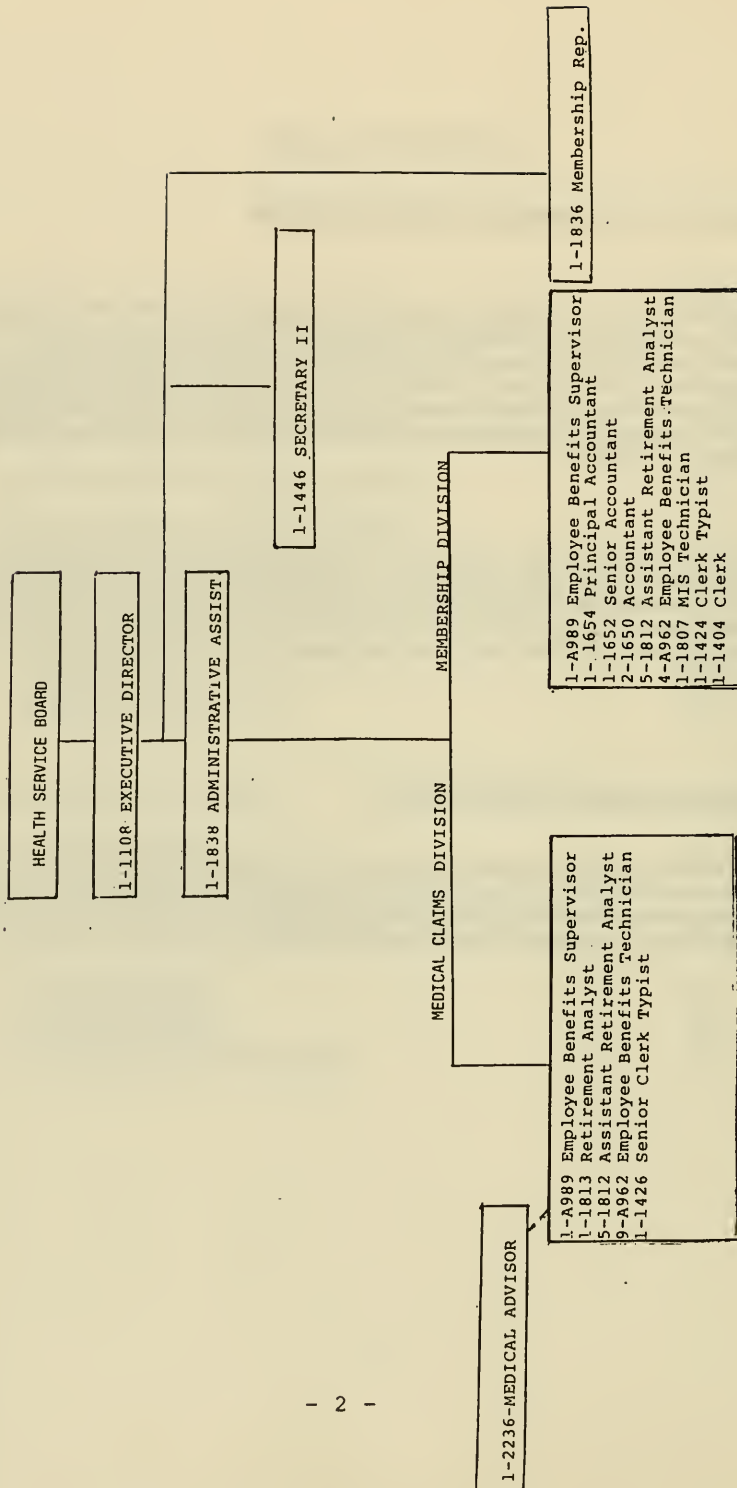 HEALTH SERVICE BOARD
1-1108 EXECUTIVE DIRECTOR
1-1838 ADMINISTRATIVE ASSIST
1-1446 SECRETARY II
MEDICAL CLAIMS DIVISION
MEMBERSHIP DIVISION
1-2236-MEDICAL ADVISOR
1-A989 Employee Benefits Supervisor
1-1813 Retirement Analyst
5-1812 Assistant Retirement Analyst
9-A962 Employee Benefits Technician
1-1426 Senior Clerk Typist
1-A989 Employee Benefits Supervisor
1-1654 Principal Accountant
1-1652 Senior Accountant
2-1650 Accountant
5-1812 Assistant Retirement Analyst
4-A962 Employee Benefits Technician
1-1807 MIS Technician
1-1424 Clerk Typist
1-1404 Clerk
1-1836 Membership Rep.
- 2 -